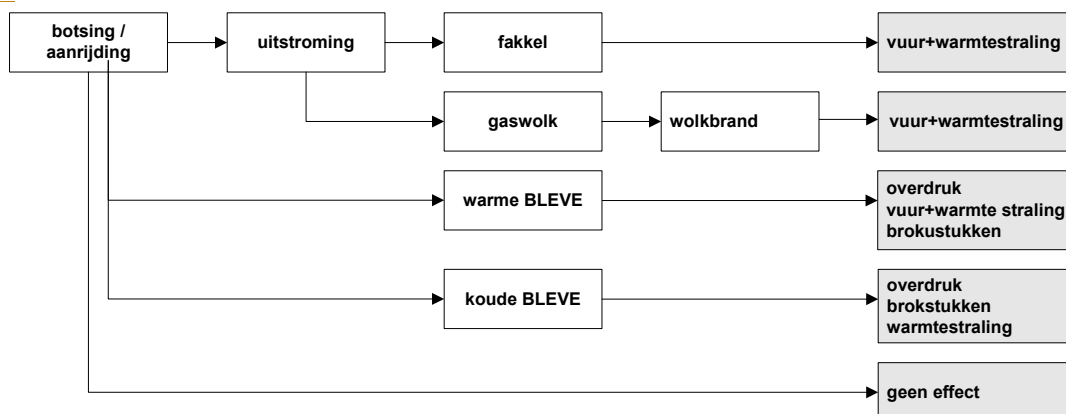 botsing /
aanrijding
uitstroming
fakkel
vuur+warmtestraling
gaswolk
wolkbrand
vuur+warmtestraling
warme BLEVE
overdruk
vuur+warmte straling
brokustukken
koude BLEVE
overdruk
brokstukken
warmtestraling
geen effect